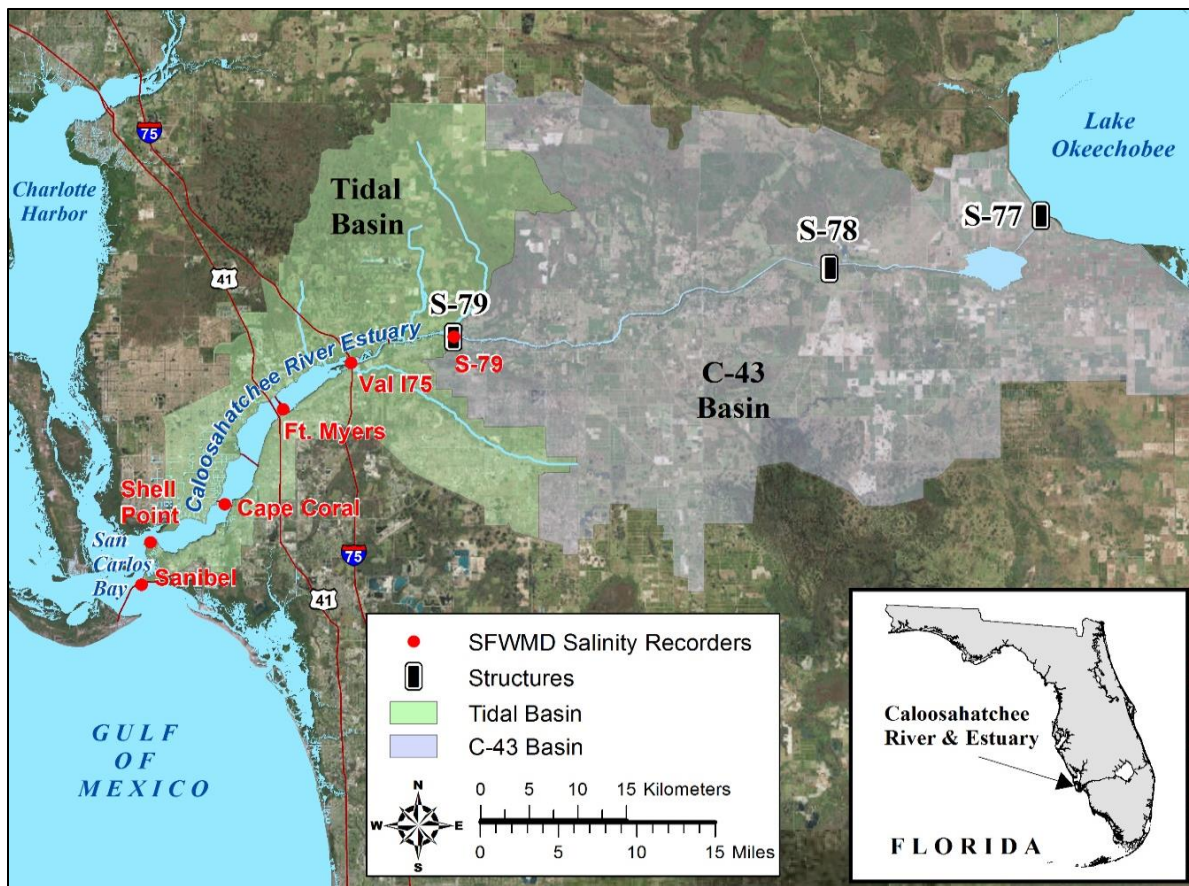 75
Lake
Okeechobee
Charlotte
Harbor
Tidal
Basin
S-77
S-78
41
S-79
S-79
Caloosahatchee River Estuary
Val I75
C-43
Basin
Ft. Myers
Shell
Point
Cape Coral
San
Carlos
Bay
Sanibel
75
41
GULF
OF
MEXICO
SFWMD Salinity Recorders
Structures
Tidal Basin
C-43 Basin
N
W E
S
0 5 10 15 Kilometers
0 5 10 15 Miles
Caloosahatchee
River & Estuary
FLORIDA